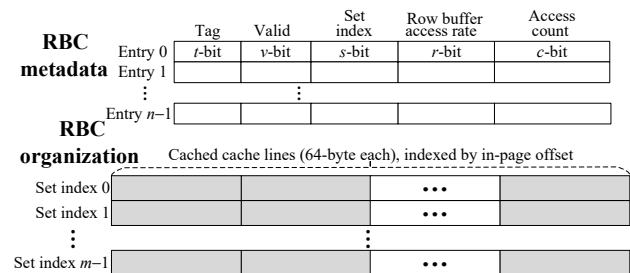 RBC metadata
Tag Valid Set index Row buffer access rate Access count
Entry 0 t-bit v-bit s-bit r-bit c-bit
Entry 1
⋮ ⋮
Entry n−1
RBC organization
Cached cache lines (64-byte each), indexed by in-page offset
Set index 0 •••
Set index 1 •••
⋮ ⋮
Set index m−1 •••